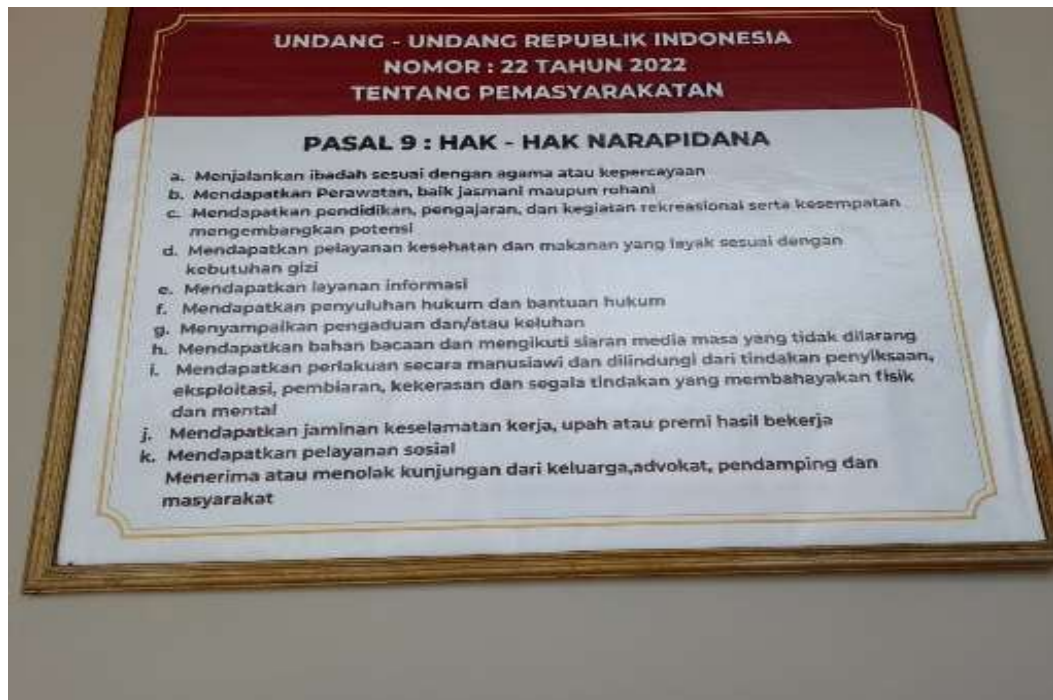 UNDANG - UNDANG REPUBLIK INDONESIA
NOMOR : 22 TAHUN 2022
TENTANG PEMASYARAKATAN
PASAL 9 : HAK - HAK NARAPIDANA
a. Menjalankan ibadah sesuai dengan agama atau kepercayaan
b. Mendapatkan Perawatan, baik jasmani maupun rohani
c. Mendapatkan pendidikan, pengajaran, dan kegiatan rekreasional serta kesempatan
mengembangkan potensi
d. Mendapatkan pelayanan kesehatan dan makanan yang layak sesuai dengan
kebutuhan gizi
e. Mendapatkan layanan informasi
f. Mendapatkan penyuluhan hukum dan bantuan hukum
g. Menyampaikan pengaduan dan/atau keluhan
h. Mendapatkan bahan bacaan dan mengikuti siaran media masa yang tidak dilarang
i. Mendapatkan perlakuan secara manusiawi dan dilindungi dari tindakan penyiksaan,
eksploitasi, pembiaran, kekerasan dan segala tindakan yang membahayakan fisik
dan mental
j. Mendapatkan jaminan keselamatan kerja, upah atau premi hasil bekerja
k. Mendapatkan pelayanan sosial
Menerima atau menolak kunjungan dari keluarga,advokat, pendamping dan
masyarakat